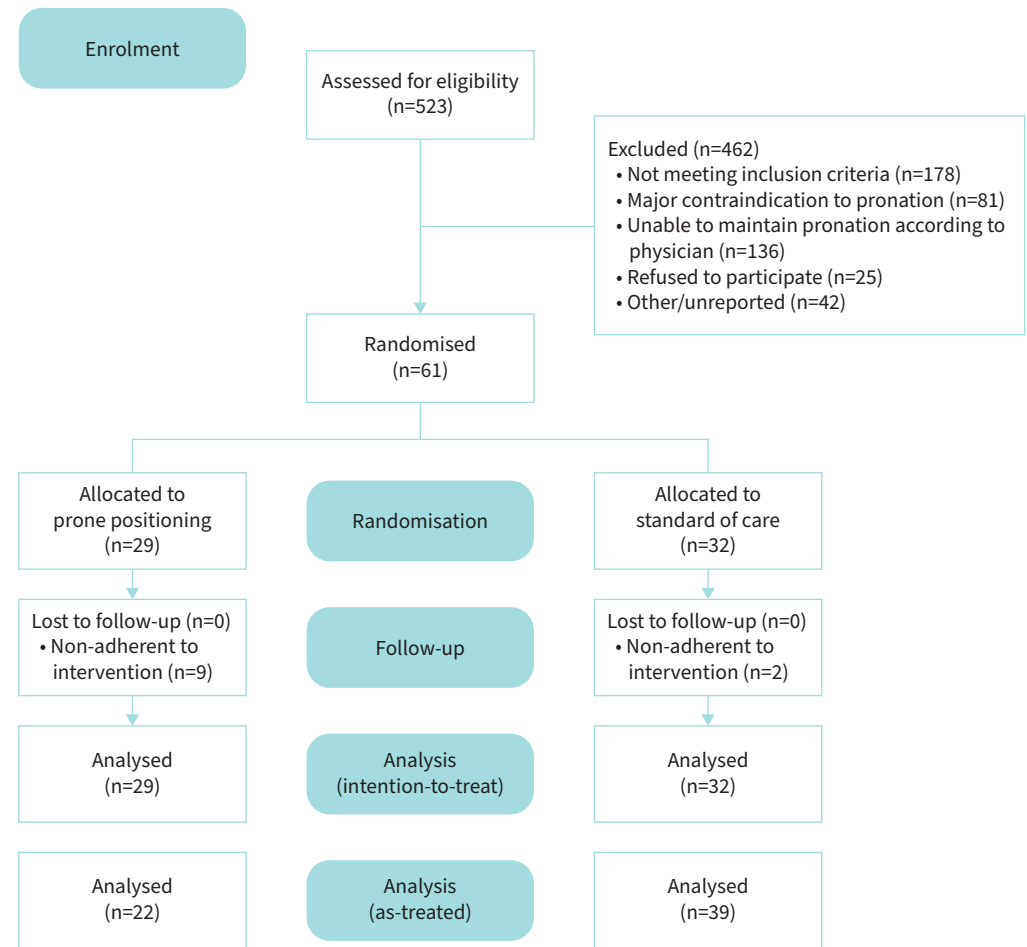 Enrolment
Assessed for eligibility
(n=523)
Excluded (n=462)
• Not meeting inclusion criteria (n=178)
• Major contraindication to pronation (n=81)
• Unable to maintain pronation according to
physician (n=136)
• Refused to participate (n=25)
• Other/unreported (n=42)
Randomised
(n=61)
Allocated to
prone positioning
(n=29)
Randomisation
Allocated to
standard of care
(n=32)
Lost to follow-up (n=0)
• Non-adherent to
intervention (n=9)
Follow-up
Lost to follow-up (n=0)
• Non-adherent to
intervention (n=2)
Analysed
(n=29)
Analysis
(intention-to-treat)
Analysed
(n=32)
Analysed
(n=22)
Analysis
(as-treated)
Analysed
(n=39)